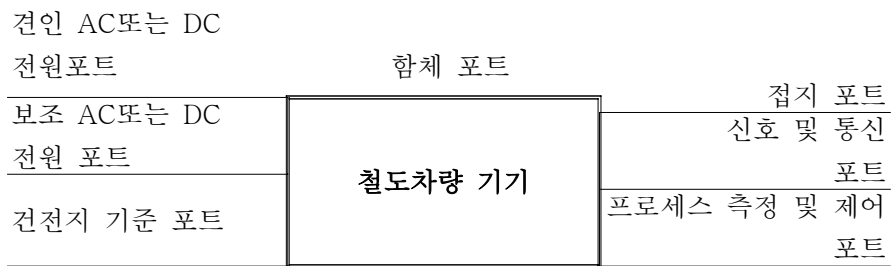 견인 AC또는 DC
전원포트
함체 포트
보조 AC또는 DC
전원 포트
건전지 기준 포트
철도차량 기기
접지 포트
신호 및 통신
포트
프로세스 측정 및 제어
포트